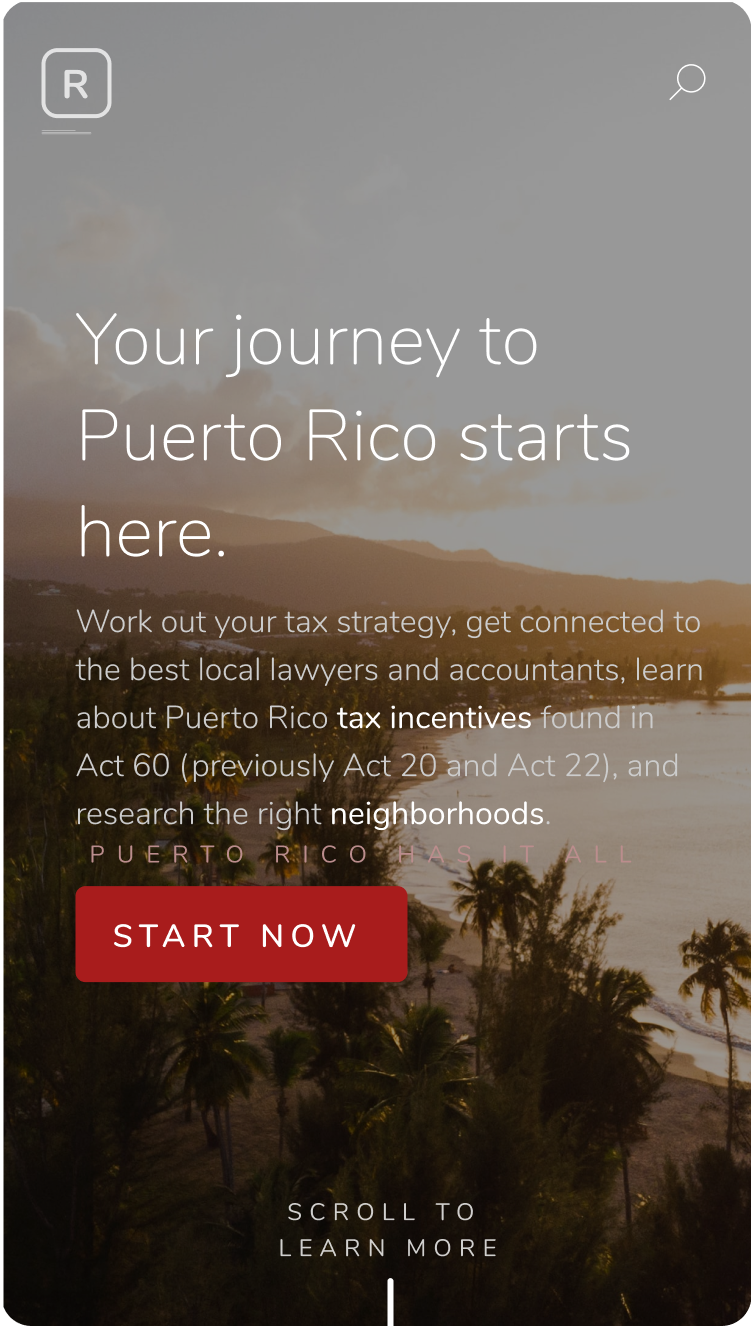 R
Your journey to
Puerto Rico starts
here.
Work out your tax strategy, get connected to
the best local lawyers and accountants, learn
about Puerto Rico tax incentives found in
Act 60 (previously Act 20 and Act 22), and
research the right neighborhoods.
PUERTO RICO HAS IT ALL
START NOW
SCROLL TO
LEARN MORE